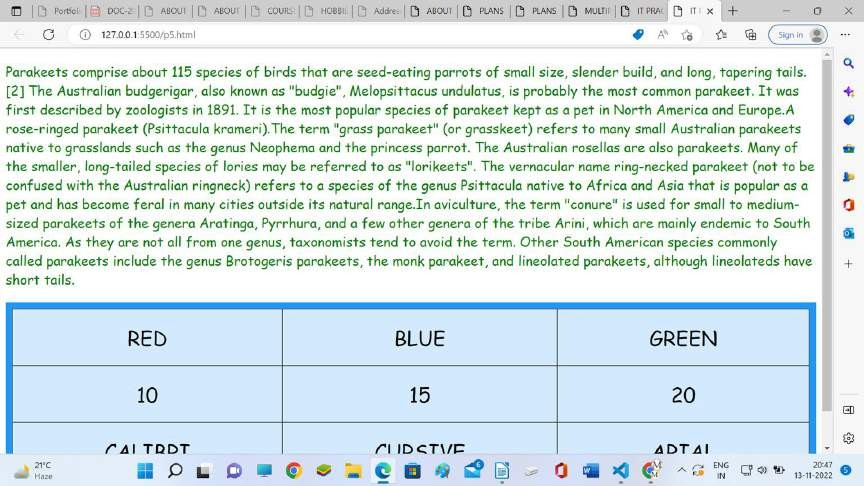 Portfoli
DOC-20
ABOUT
ABOUT
COURS
HOBBIE
Addres
ABOUT
PLANS
PLANS
MULTIP
IT PRAC
127.0.0.1:5500/p5.html
Sign in
Parakeets comprise about 115 species of birds that are seed-eating parrots of small size, slender build, and long, tapering tails.
[2] The Australian budgerigar, also known as "budgie", Melopsittacus undulatus, is probably the most common parakeet. It was
first described by zoologists in 1891. It is the most popular species of parakeet kept as a pet in North America and Europe.A
rose-ringed parakeet (Psittacula krameri).The term "grass parakeet" (or grasskeet) refers to many small Australian parakeets
native to grasslands such as the genus Neophema and the princess parrot. The Australian rosellas are also parakeets. Many of
the smaller, long-tailed species of lories may be referred to as "lorikeets". The vernacular name ring-necked parakeet (not to be
confused with the Australian ringneck) refers to a species of the genus Psittacula native to Africa and Asia that is popular as a
pet and has become feral in many cities outside its natural range.In aviculture, the term "conure" is used for small to medium-
sized parakeets of the genera Aratinga, Pyrrhura, and a few other genera of the tribe Arini, which are mainly endemic to South
America. As they are not all from one genus, taxonomists tend to avoid the term. Other South American species commonly
called parakeets include the genus Brotogeris parakeets, the monk parakeet, and lineolated parakeets, although lineolateds have
short tails.
RED BLUE GREEN
10 15 20
CALIBRI CURSIVE ARIAL
21°C
Haze
ENG
IN
20:47
13-11-2022